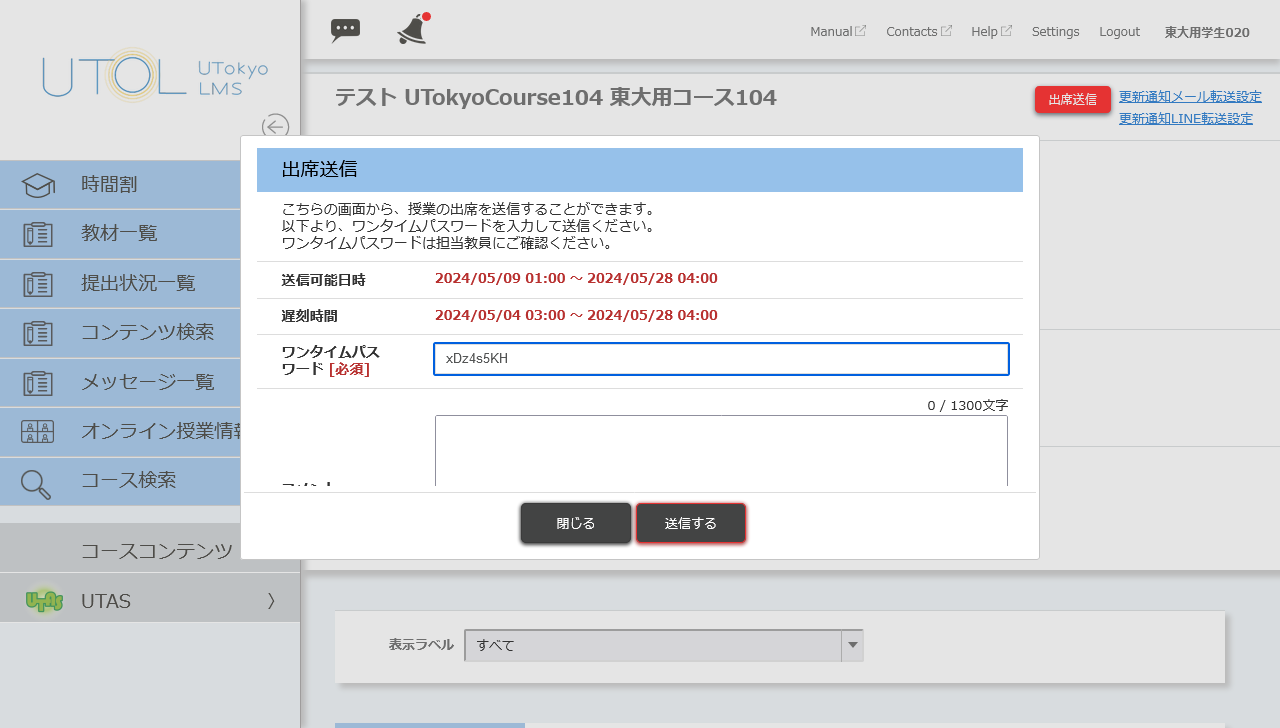 Manual
Contacts
Help
Settings
Logout
東大用学生020
UTOL UTokyo
LMS
テスト UTokyoCourse104 東大用コース104
出席送信
更新通知メール転送設定
更新通知LINE転送設定
時間割
教材一覧
提出状況一覧
コンテンツ検索
メッセージ一覧
オンライン授業情報
コース検索
コースコンテンツ
UTAS
UTAS
出席送信
こちらの画面から、授業の出席を送信することができます。
以下より、ワンタイムパスワードを入力して送信ください。
ワンタイムパスワードは担当教員にご確認ください。
送信可能日時
2024/05/09 01:00 ～ 2024/05/28 04:00
遅刻時間
2024/05/04 03:00 ～ 2024/05/28 04:00
ワンタイムパス
ワード [必須]
xDz4s5KH
0 / 1300文字
閉じる
送信する
表示ラベル
すべて